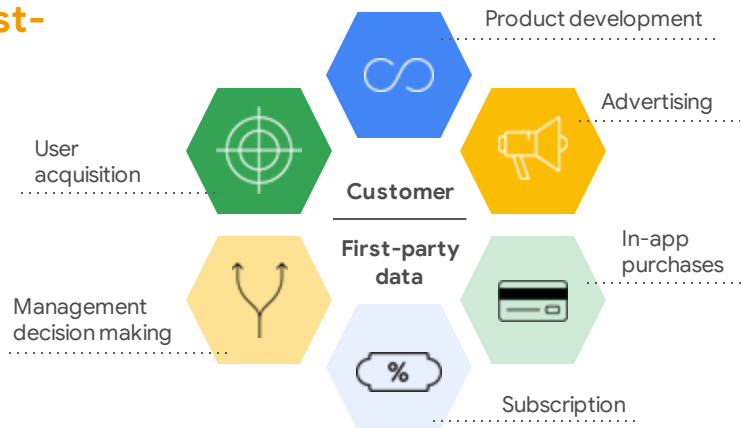 st-
Product development
Advertising
User
acquisition
Customer
First-party
data
In-app
purchases
Management
decision making
%
Subscription